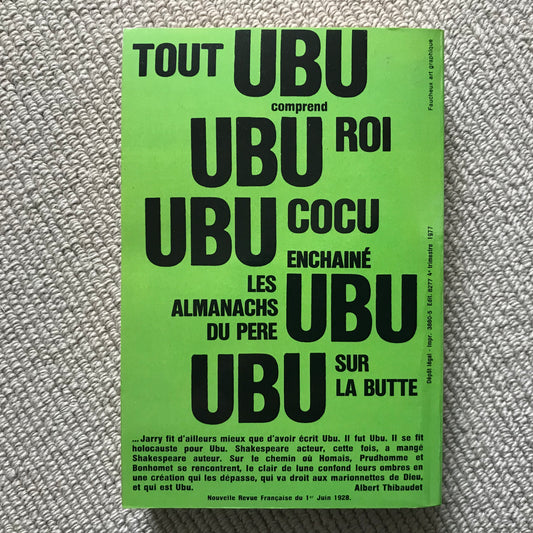 TOUT UBU
comprend
UBU ROI
UBU COCU
ENCHAINÉ
LES
ALMANACHS UBU
DU PERE
UBU SUR
LA BUTTE
...Jarry fit d'ailleurs mieux que d'avoir écrit Ubu. Il fut Ubu. Il se fit
holocauste pour Ubu. Shakespeare acteur, cette fois, a mangé
Shakespeare auteur. Sur le chemin où Homais, Prudhomme et
Bonhomet se rencontrent, le clair de lune confond leurs ombres en
une création qui les dépasse, qui va droit aux marionnettes de Dieu,
et qui est Ubu. Albert Thibaudet
Nouvelle Revue Française du 1er Juin 1928.
Faucheux art graphique
Dépôt légal - Impr. 3880-5 Edit. 8277 4e trimestre 1977